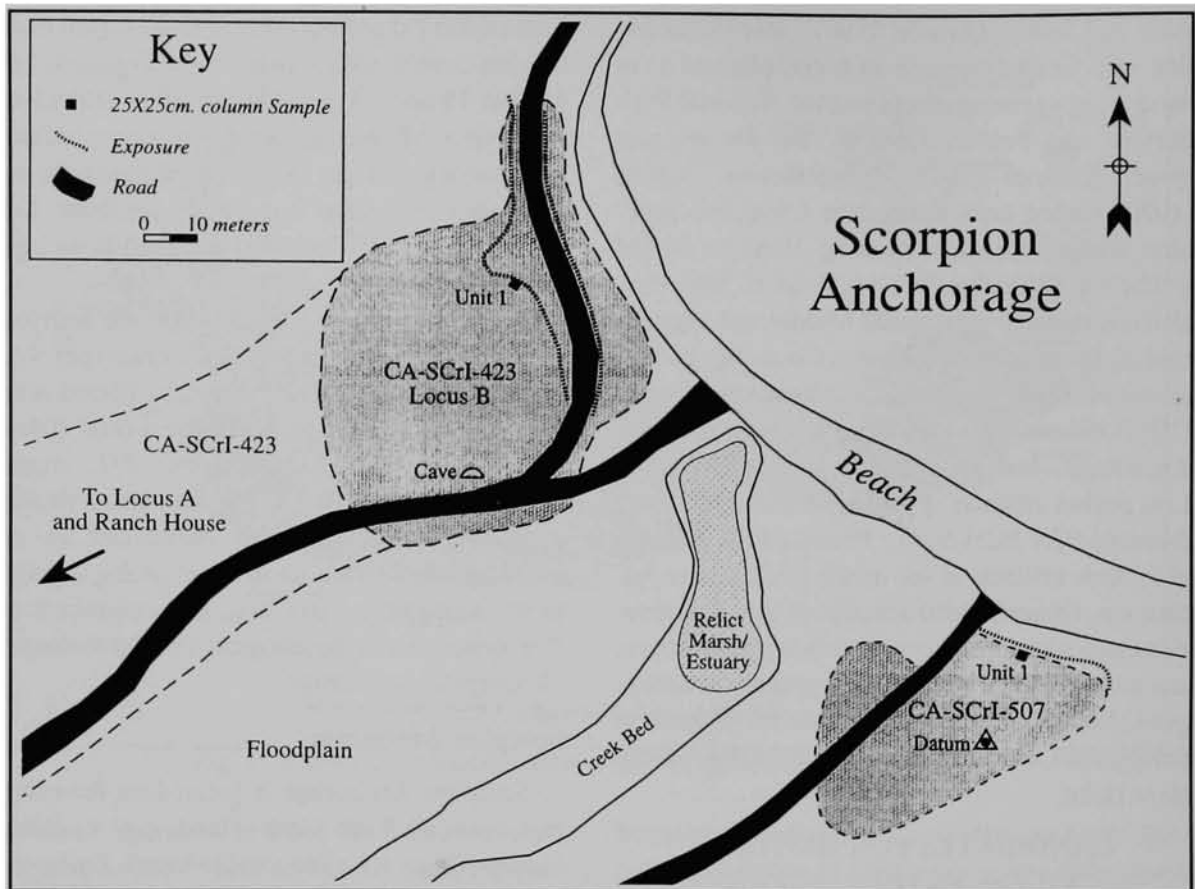 Key
25X25cm. column Sample
Exposure
Road
0 10 meters
N
Scorpion
Anchorage
Unit 1
CA-SCrI-423
Locus B
CA-SCrI-423
Cave
To Locus A
and Ranch House
Beach
Relict
Marsh/
Estuary
Unit 1
CA-SCrI-507
Datum
Creek Bed
Floodplain